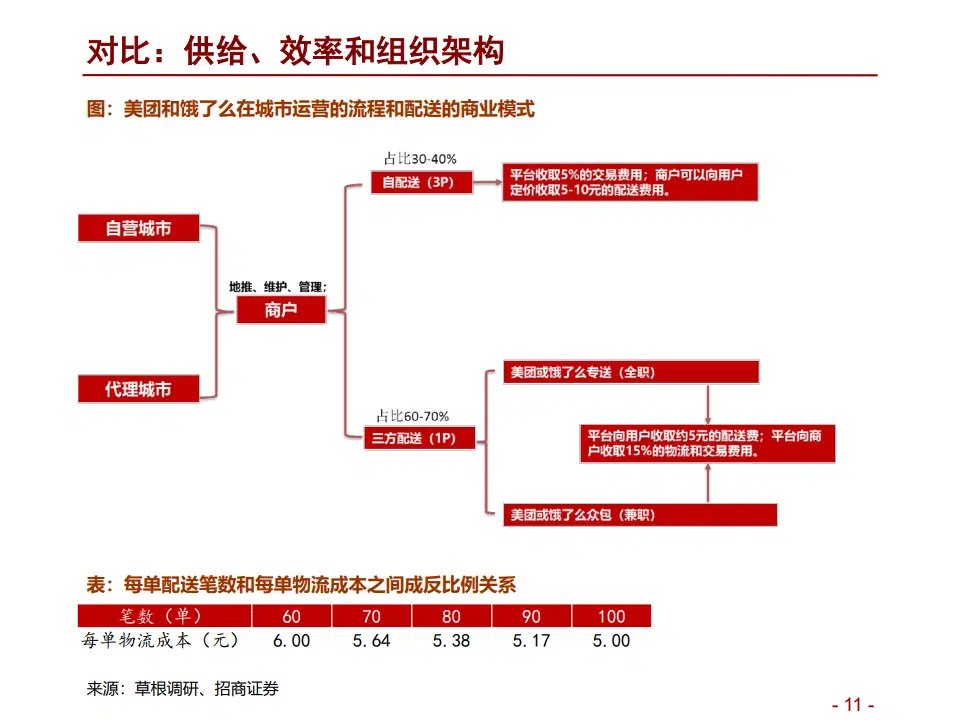 对比：供给、效率和组织架构
图：美团和饿了么在城市运营的流程和配送的商业模式
占比30-40%
自配送（3P）
平台收取5%的交易费用；商户可以向用户
定价收取5-10元的配送费用。
自营城市
地推、维护、管理；
商户
代理城市
美团或饿了么专送（全职）
占比60-70%
三方配送（1P）
平台向用户收取约5元的配送费；平台向商
户收取15%的物流和交易费用。
美团或饿了么众包（兼职）
表：每单配送笔数和每单物流成本之间成反比例关系
笔数（单） 60 70 80 90 100
每单物流成本（元） 6.00 5.64 5.38 5.17 5.00
来源：草根调研、招商证券
- 11 -